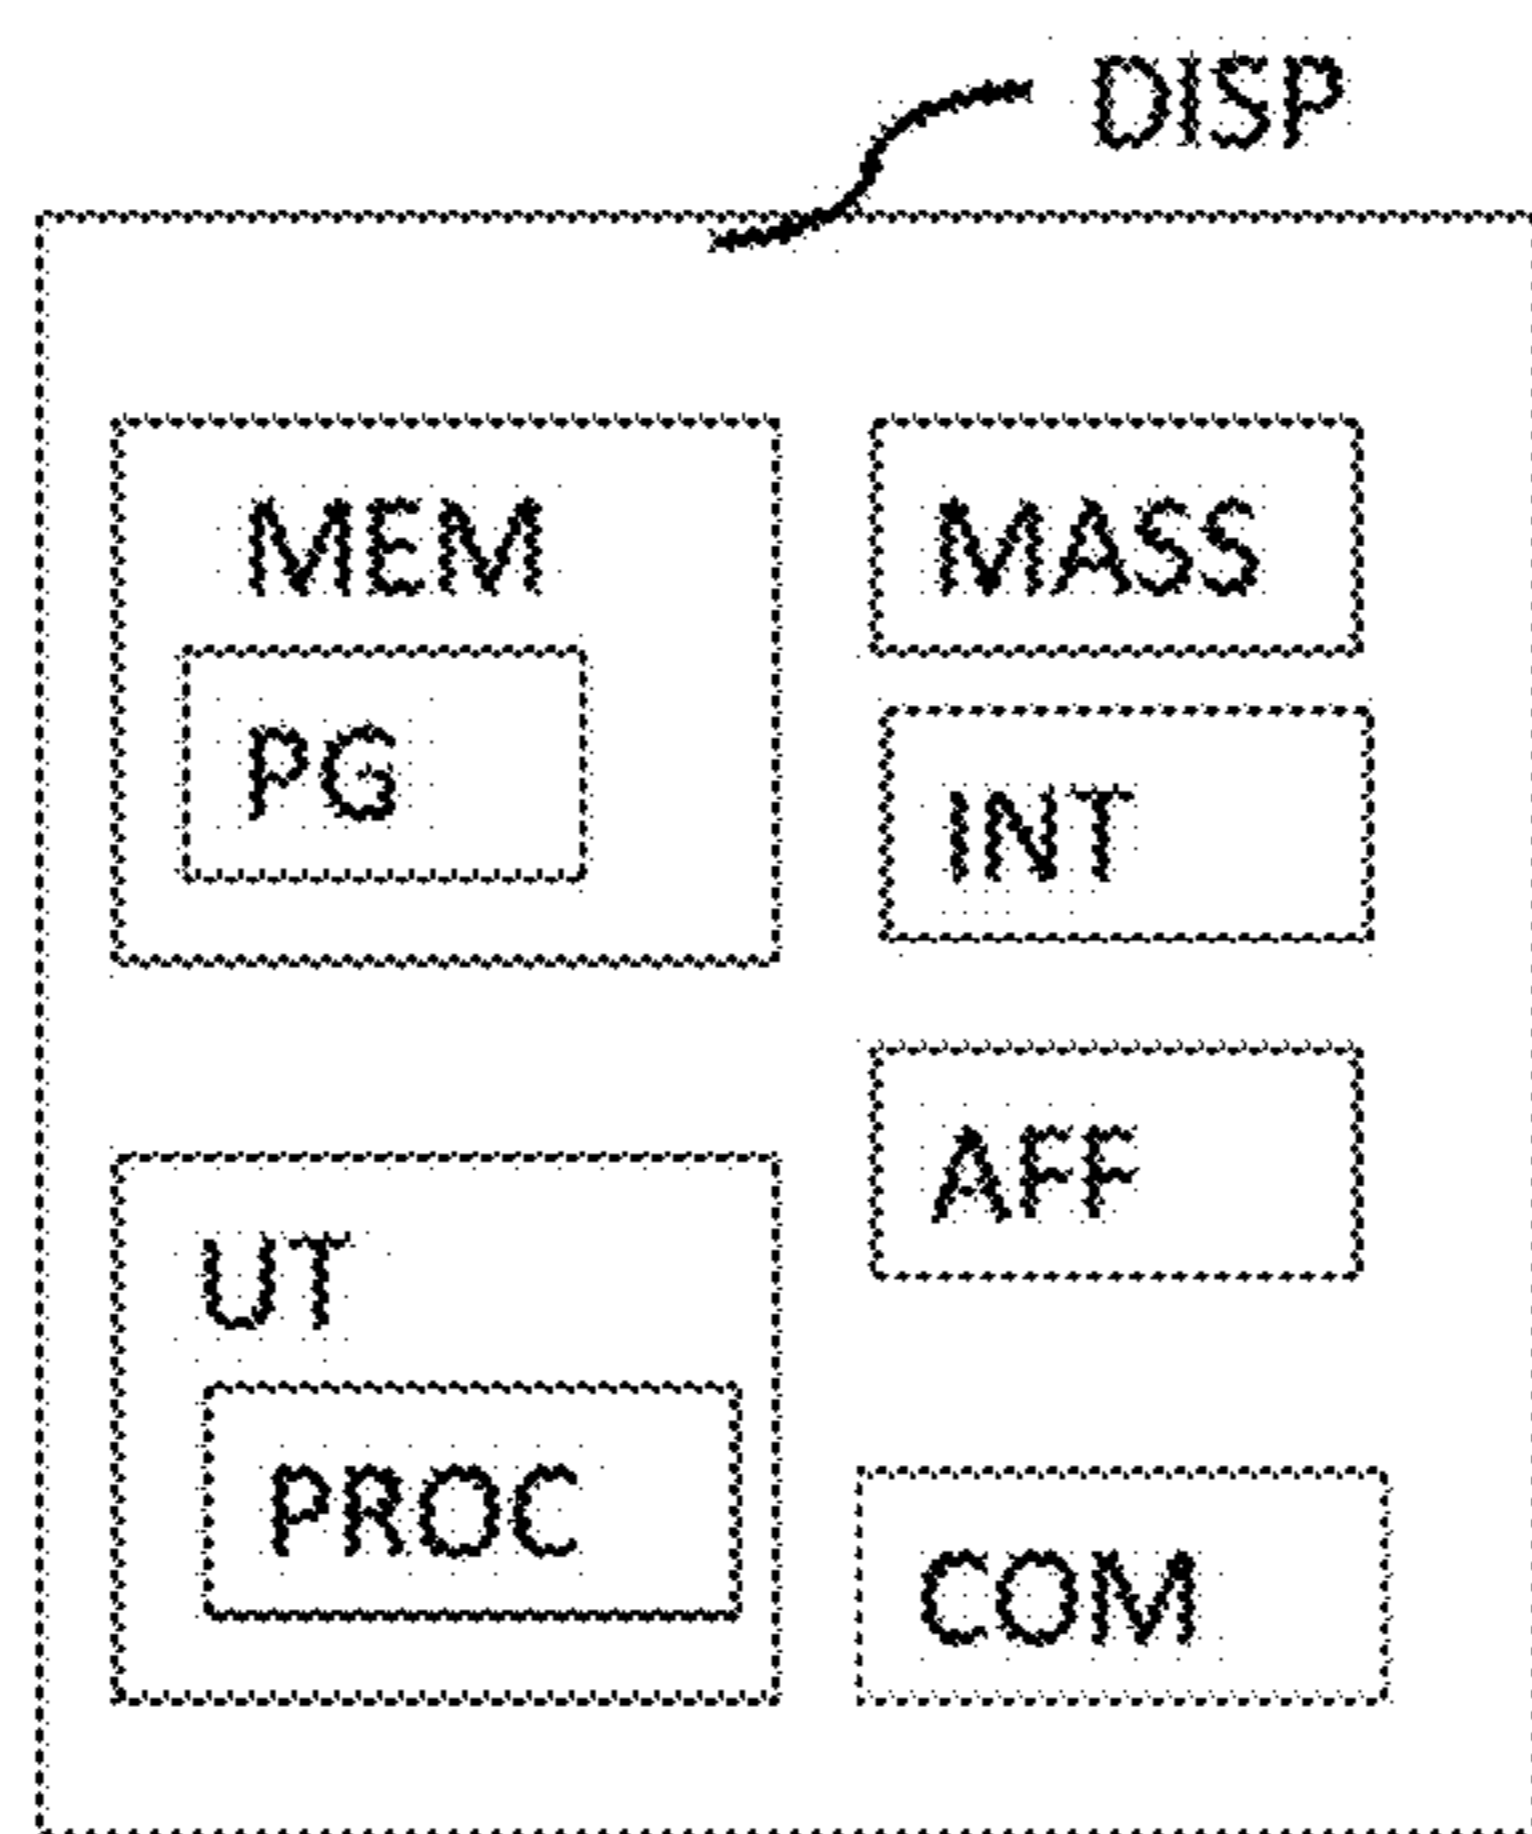 DISP
MEM
PG
MASS
INT
AFF
UT
PROC
COM